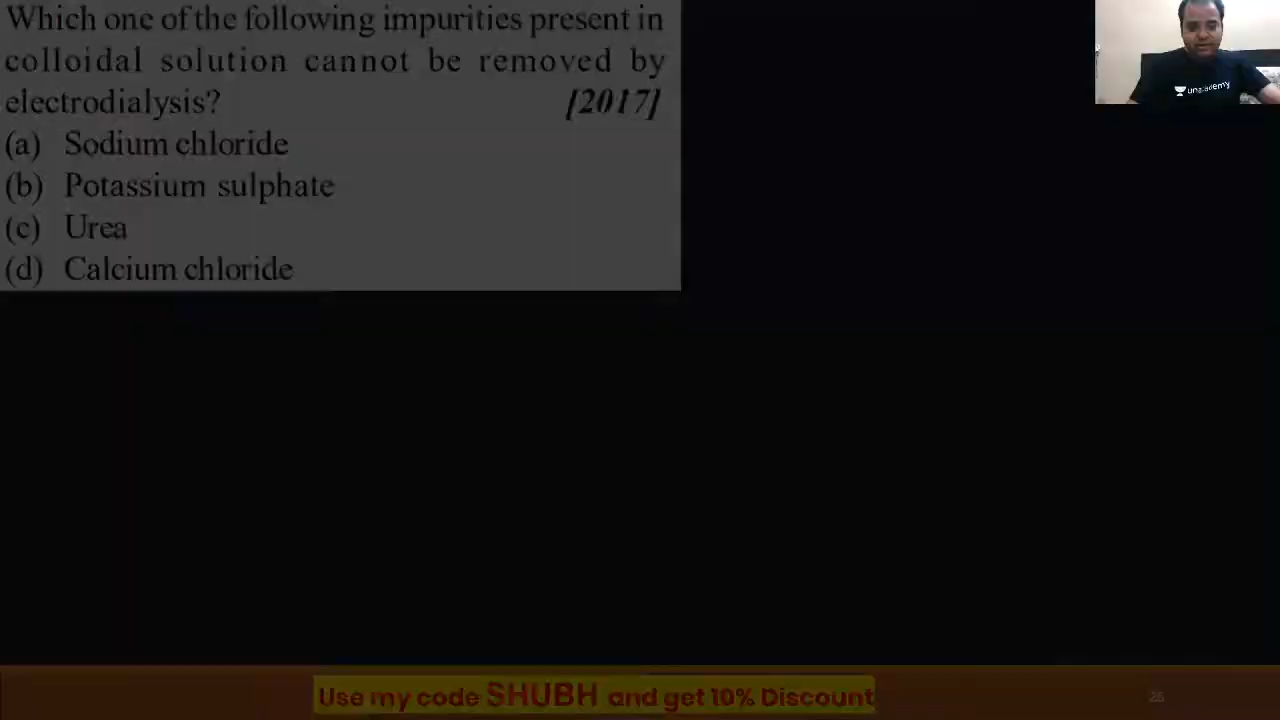 Which one of the following impurities present in
colloidal solution cannot be removed by
electrodialysis? [2017]
(a) Sodium chloride
(b) Potassium sulphate
(c) Urea
(d) Calcium chloride
unacademy
Use my code SHUBH and get 10% Discount